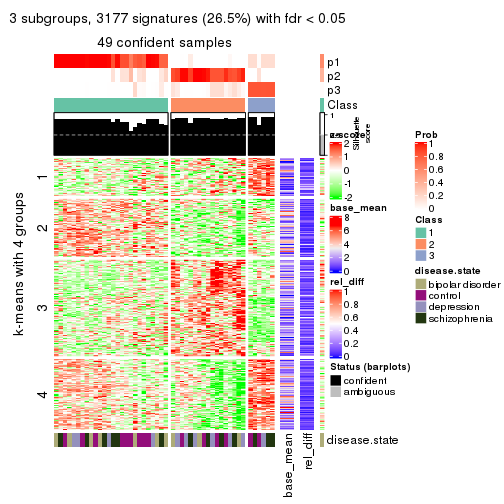 3 subgroups, 3177 signatures (26.5%) with fdr < 0.05
49 confident samples
p1
p2
p3
Class
1
Silhouette
score
k-means with 4 groups
1
2
3
4
z-score
2
1
0
-1
-2
base_mean
8
6
4
2
0
rel_diff
1
0.8
0.6
0.4
0.2
0
Status (barplots)
confident
ambiguous
Prob
1
0.8
0.6
0.4
0.2
0
Class
1
2
3
disease.state
bipolar disorder
control
depression
schizophrenia
disease.state
base_mean
rel_diff